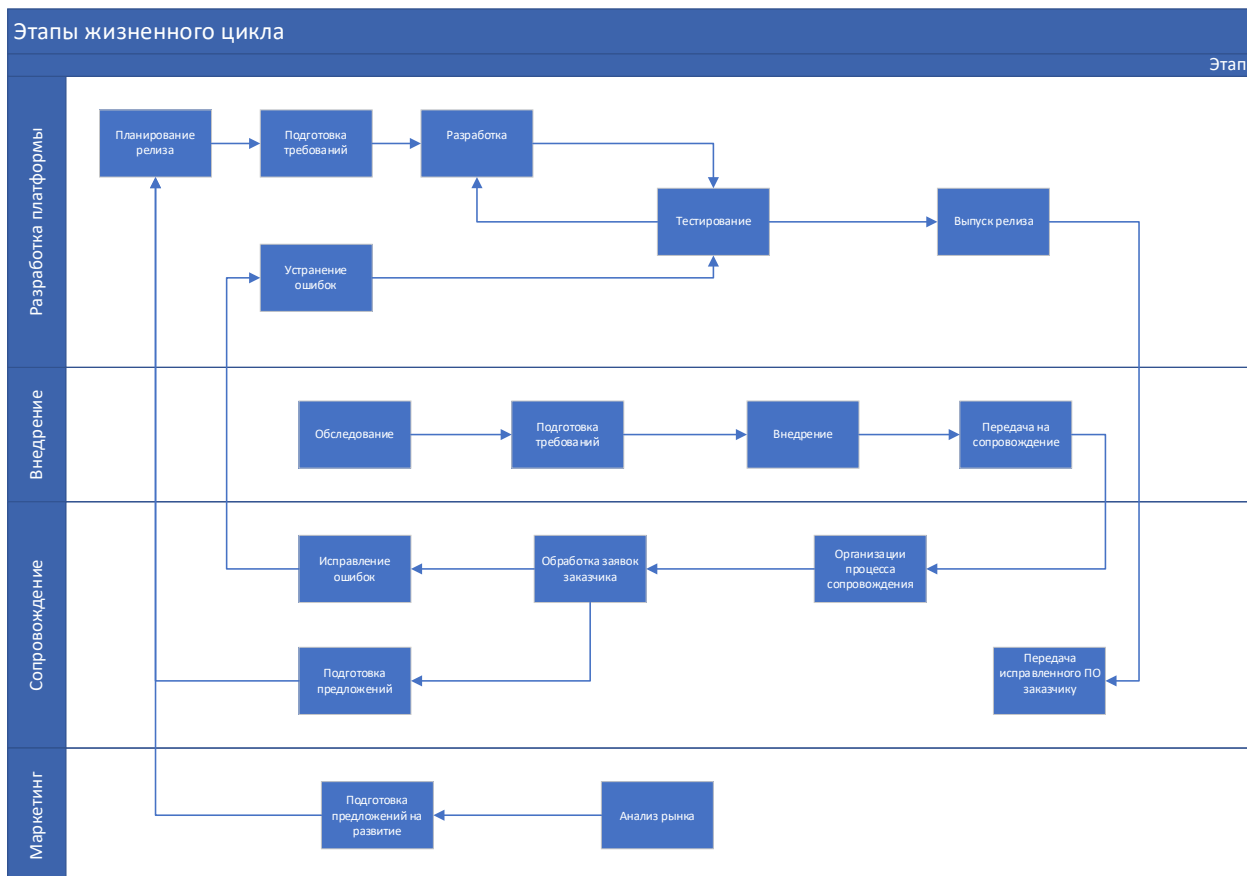 Этапы жизненного цикла
Этап
Разработка платформы
Планирование
релиза
Подготовка
требований
Разработка
Тестирование
Выпуск релиза
Устранение
ошибок
Внедрение
Обследование
Подготовка
требований
Внедрение
Передача на
сопровождение
Сопровождение
Исправление
ошибок
Обработка заявок
заказчика
Организации
процесса
сопровождения
Подготовка
предложений
Передача
исправленного ПО
заказчику
Маркетинг
Подготовка
предложений на
развитие
Анализ рынка